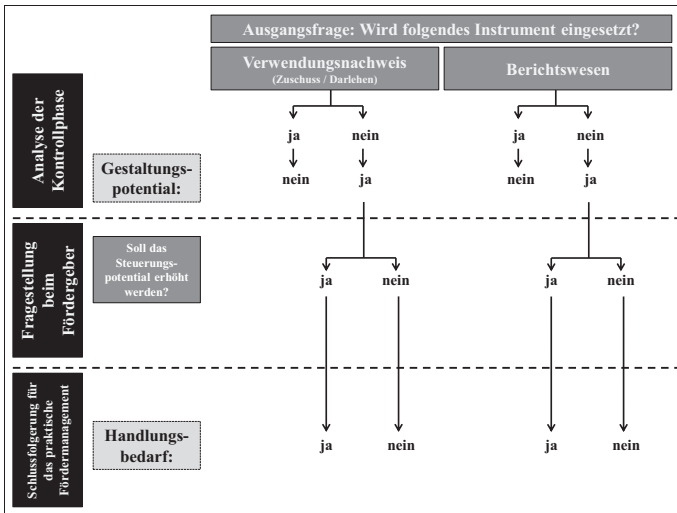 Ausgangsfrage: Wird folgendes Instrument eingesetzt?
Verwendungsnachweis
(Zuschuss / Darlehen)
Berichtswesen
Analyse der
Kontrollphase
ja nein ja nein
Gestaltungs-
potential:
nein ja nein ja
Fragestellung
beim
Fördergeber
Soll das
Steuerungs-
potential erhöht
werden?
ja nein ja nein
Schlussfolgerung für
das praktische
Fördermanagement
Handlungs-
bedarf:
ja nein ja nein